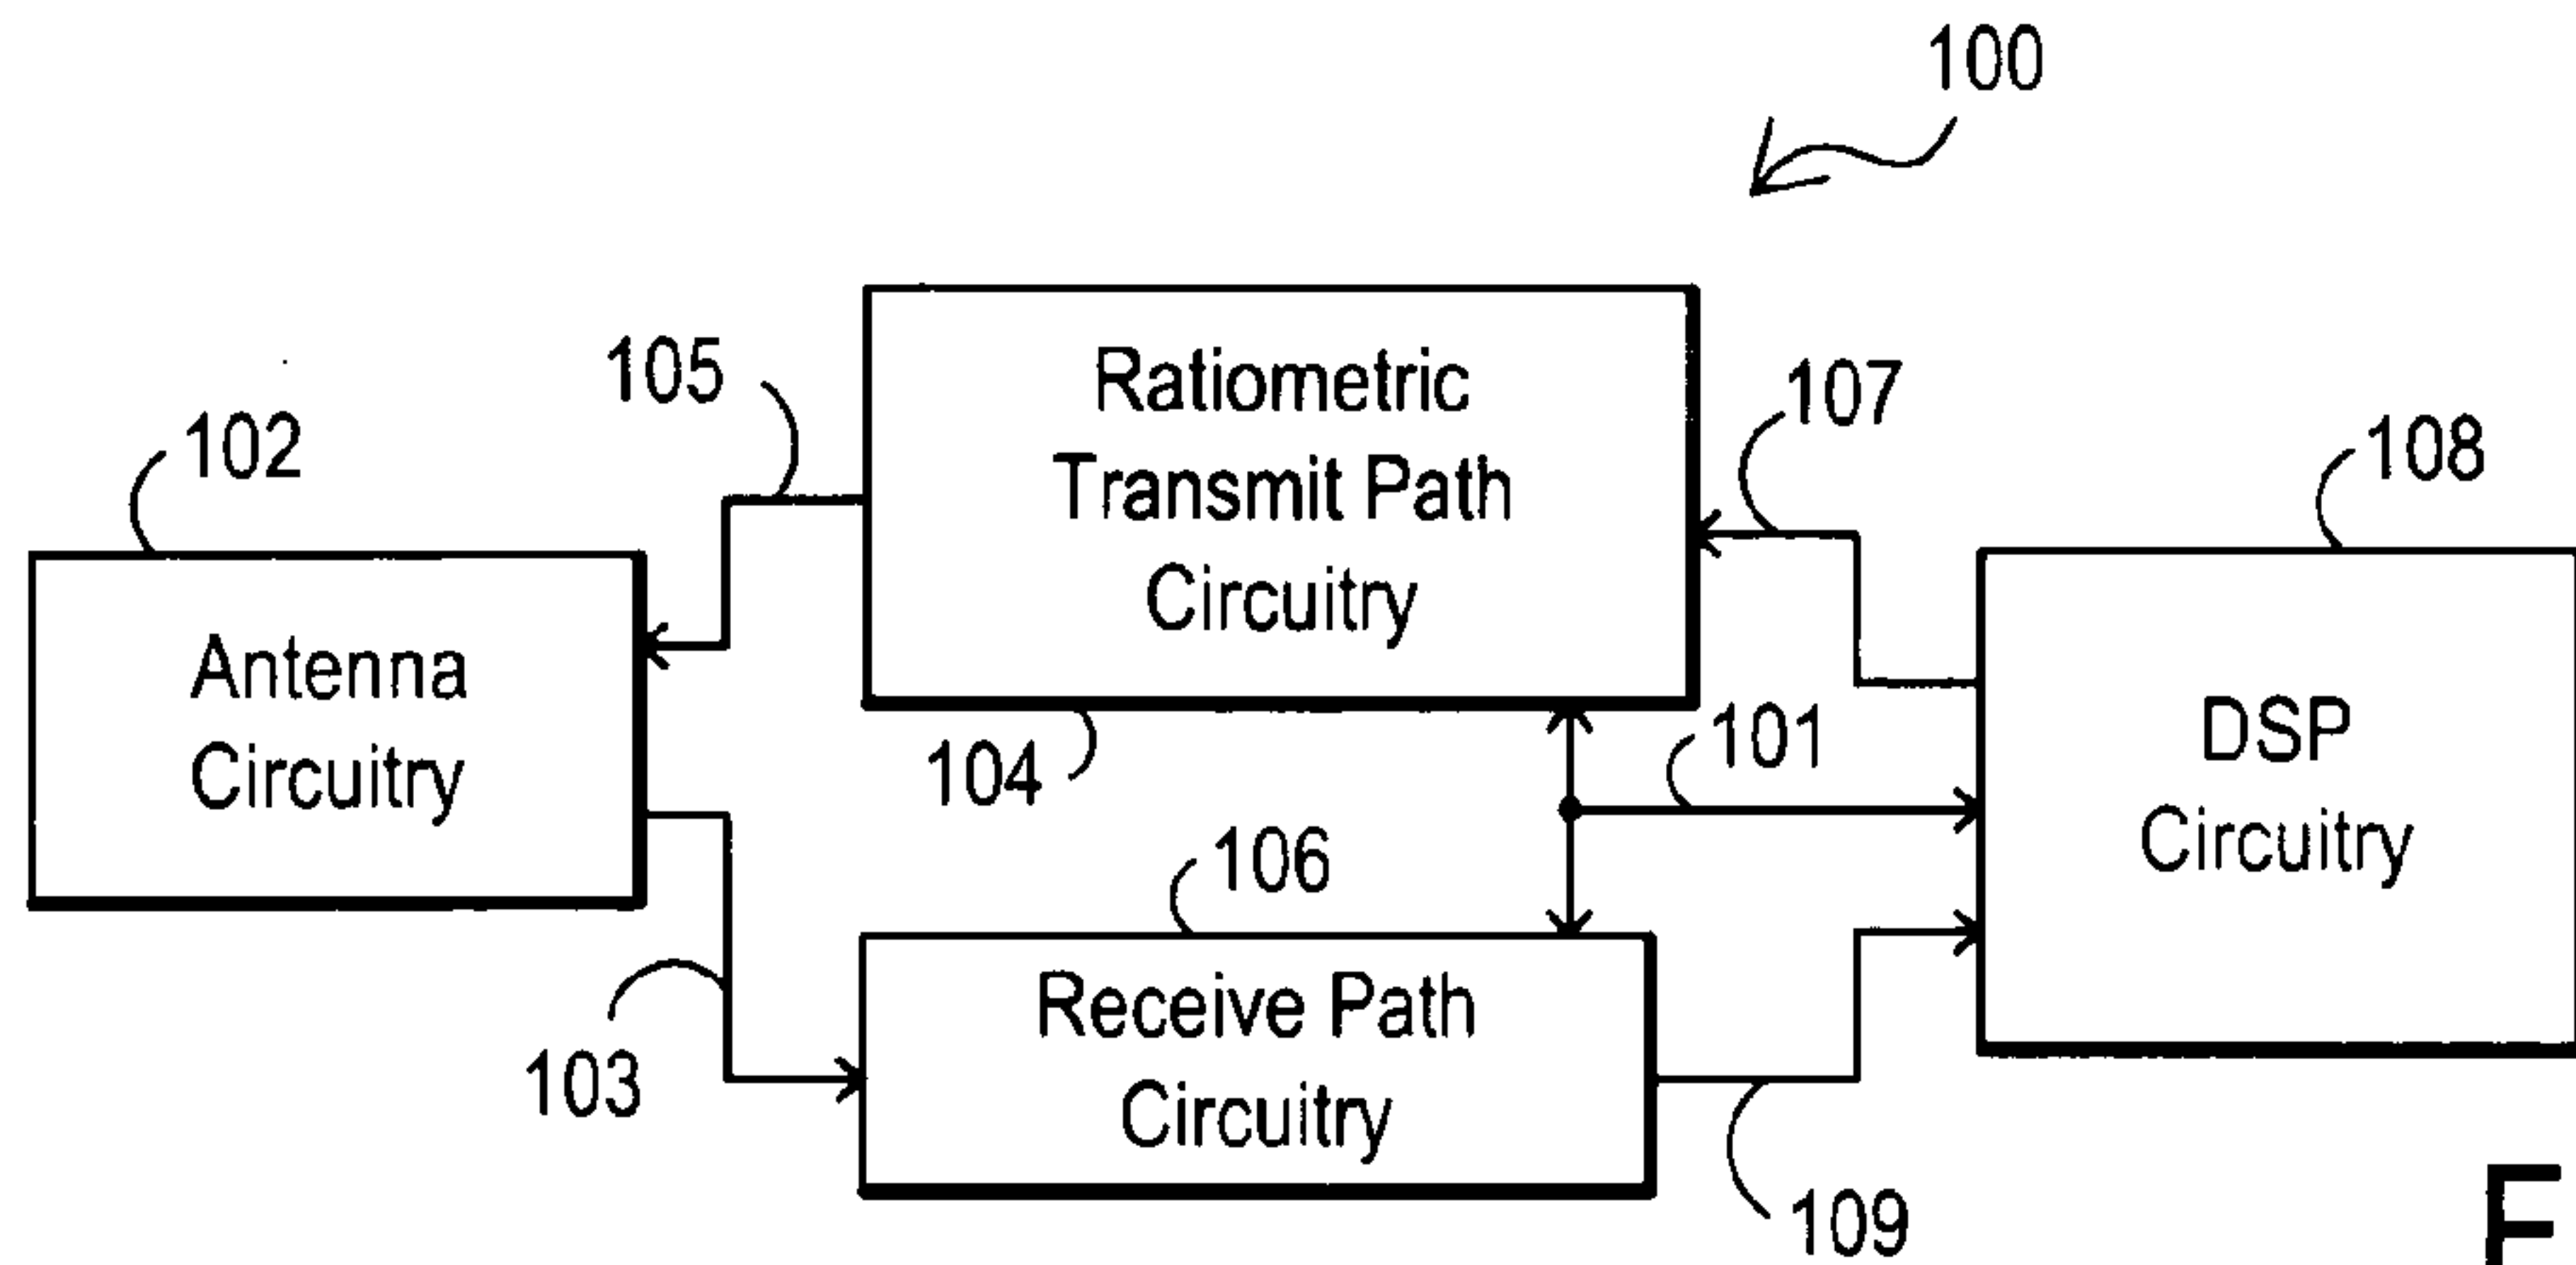 100
105
Ratiometric
Transmit Path
Circuitry
107
102
108
Antenna
Circuitry
104
101
DSP
Circuitry
106
103
Receive Path
Circuitry
109
F